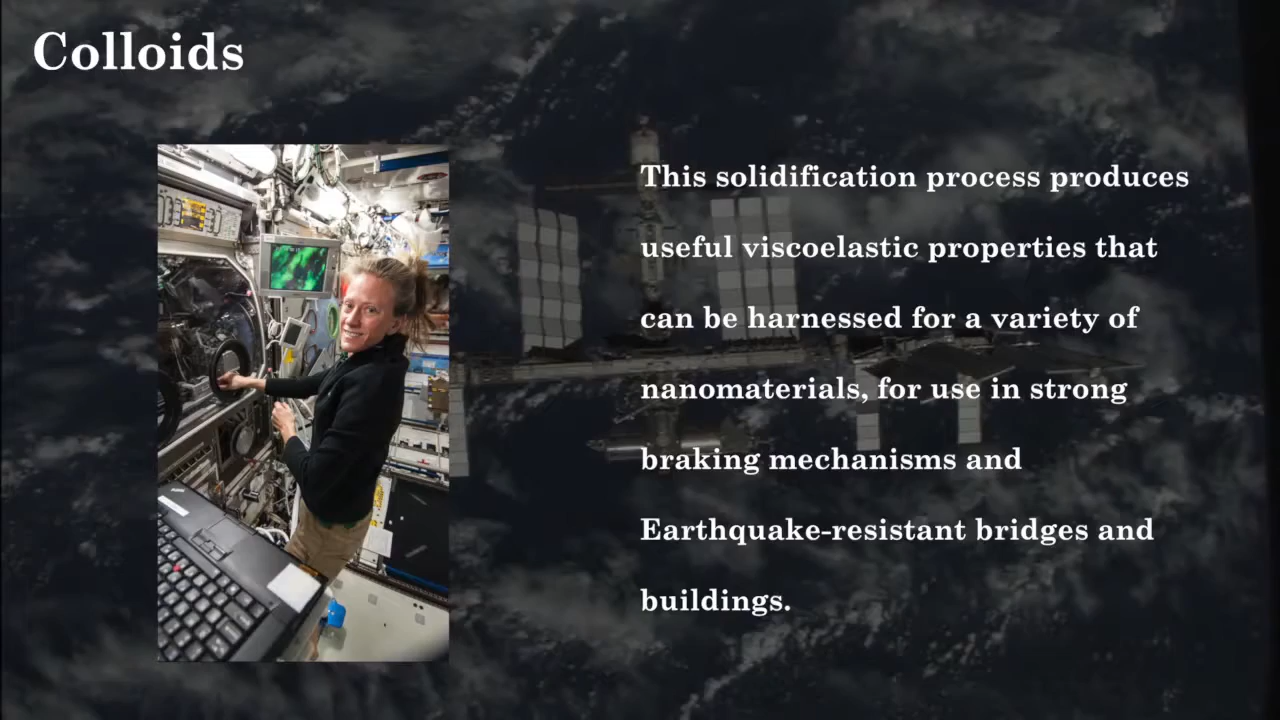 Colloids
This solidification process produces
useful viscoelastic properties that
can be harnessed for a variety of
nanomaterials, for use in strong
braking mechanisms and
Earthquake-resistant bridges and
buildings.